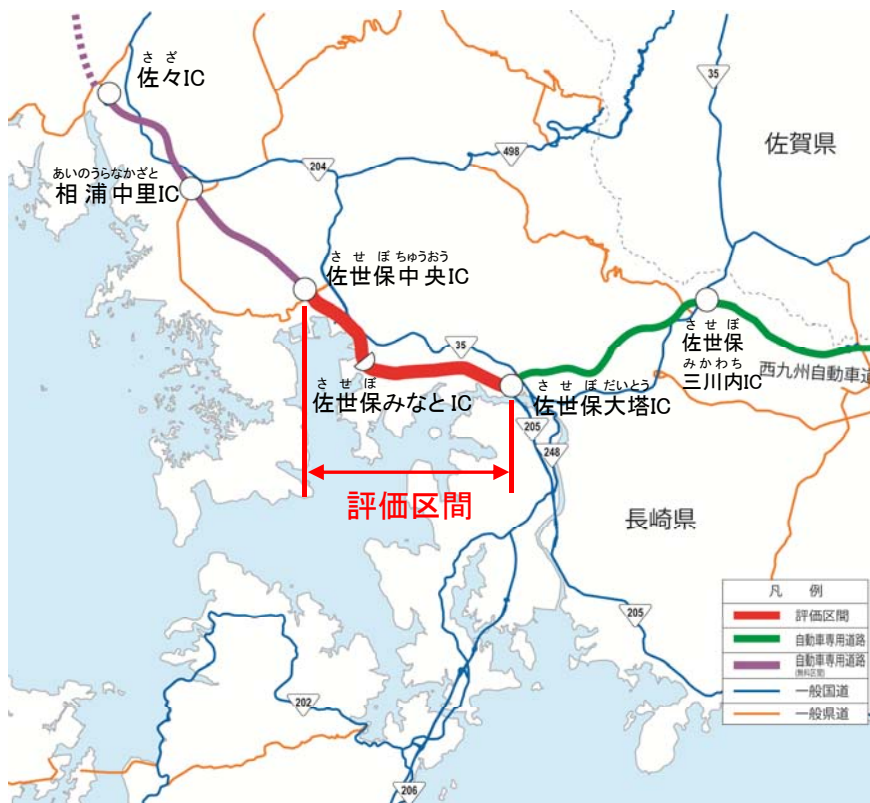 さざ
佐々IC
35
佐賀県
あいのうらなかざと
相浦中里IC
204
498
させぼちゅうおう
佐世保中央IC
35
させぼ
佐世保
みかわち
三川内IC
西九州自動車道
させぼ
佐世保みなとIC
させぼだいとう
佐世保大塔IC
205
248
評価区間
長崎県
凡例
評価区間
自動車専用道路
自動車専用道路
(無料区間)
一般国道
一般県道
205
202
206